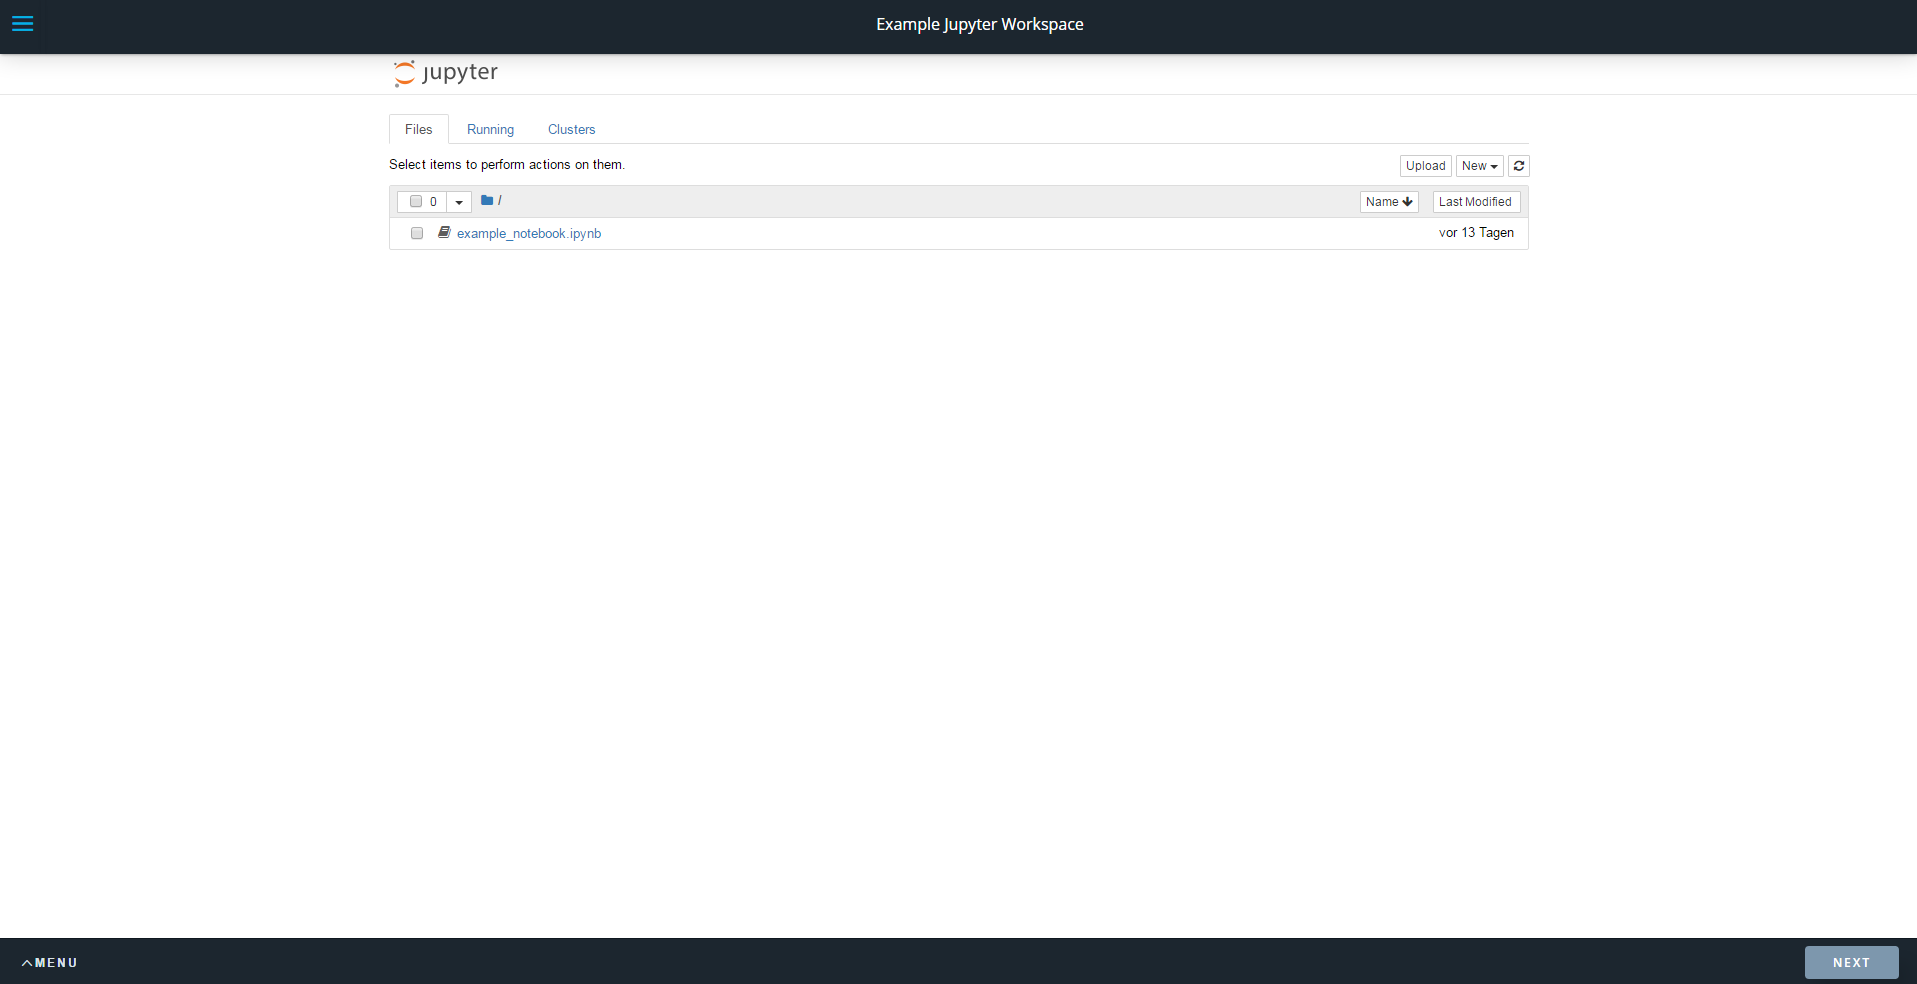 Example Jupyter Workspace
jupyter
Files Running Clusters
Select items to perform actions on them. Upload New
0 / Name Last Modified
example_notebook.ipynb vor 13 Tagen
MENU NEXT